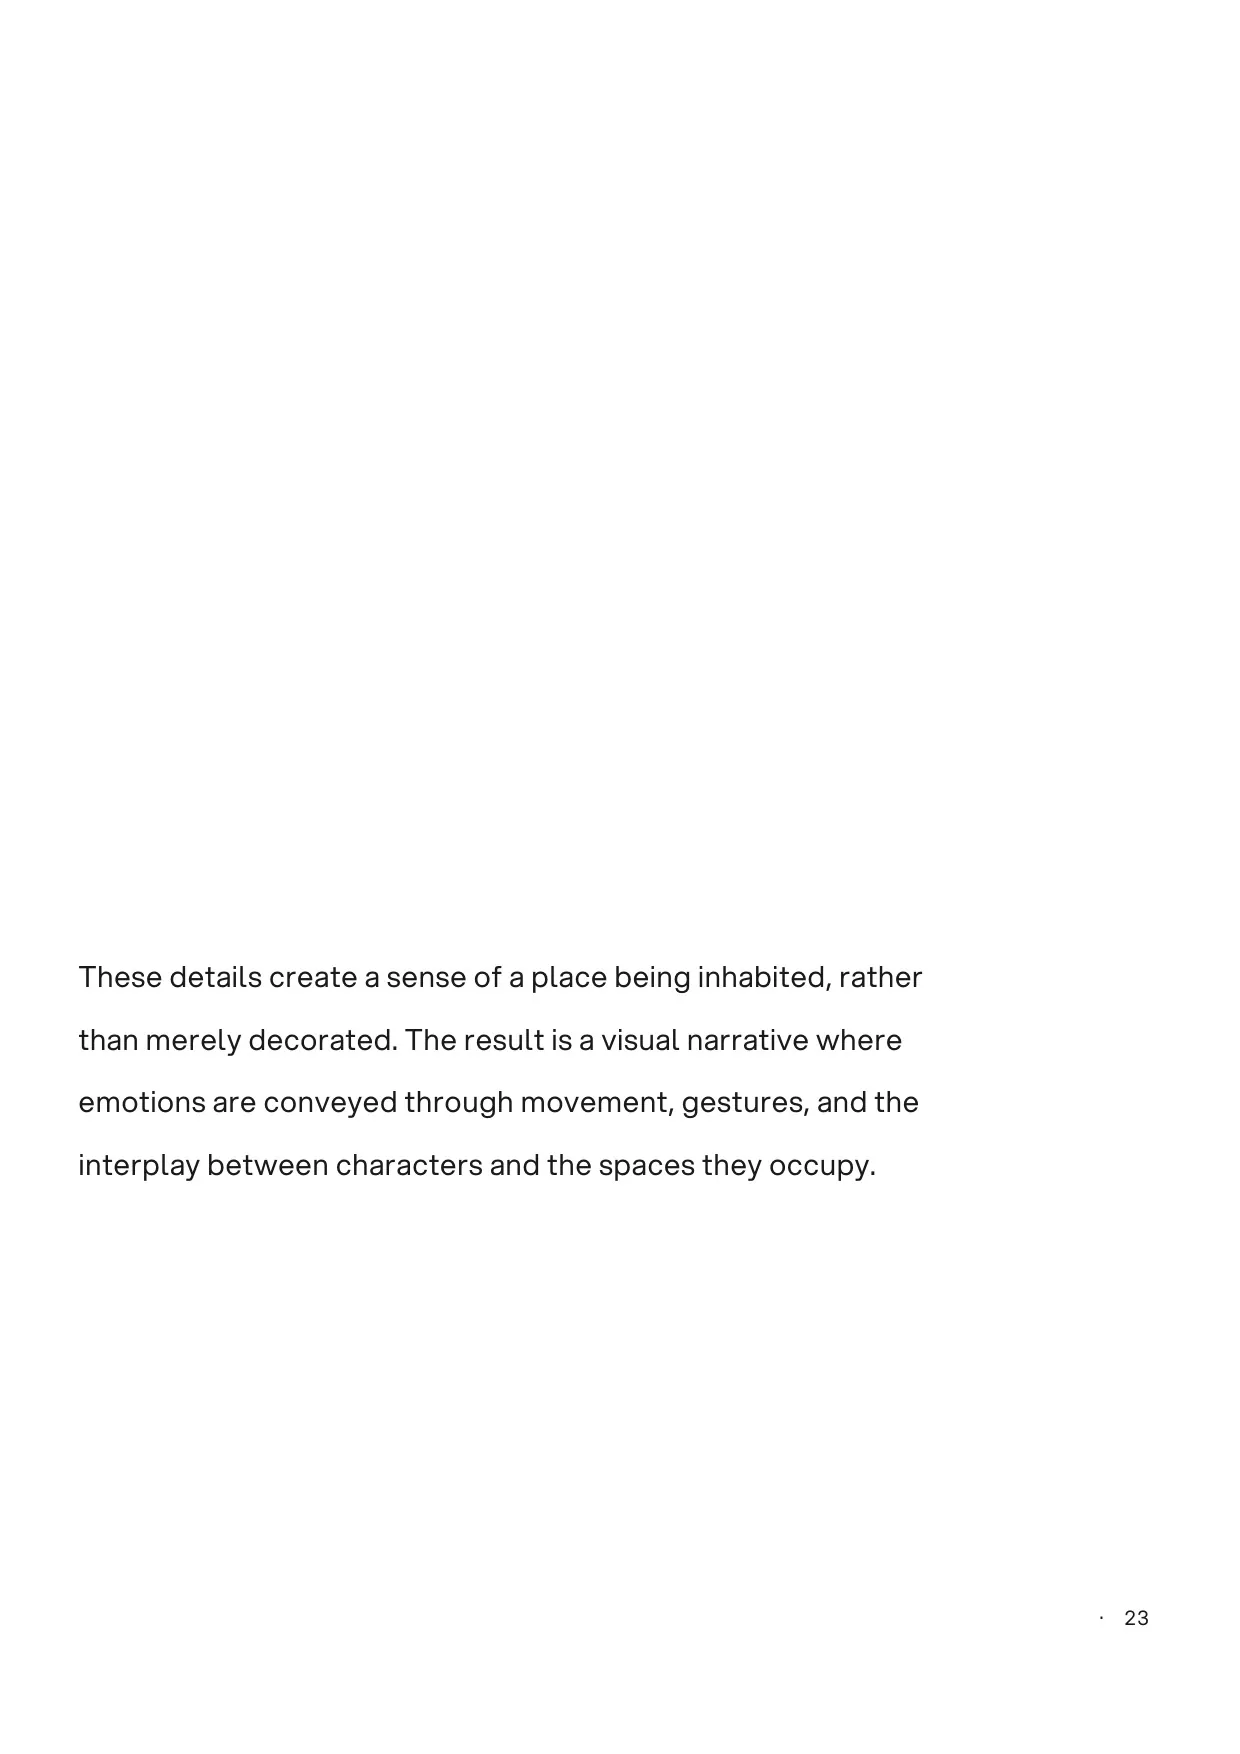 These details create a sense of a place being inhabited, rather
than merely decorated. The result is a visual narrative where
emotions are conveyed through movement, gestures, and the
interplay between characters and the spaces they occupy.
· 23